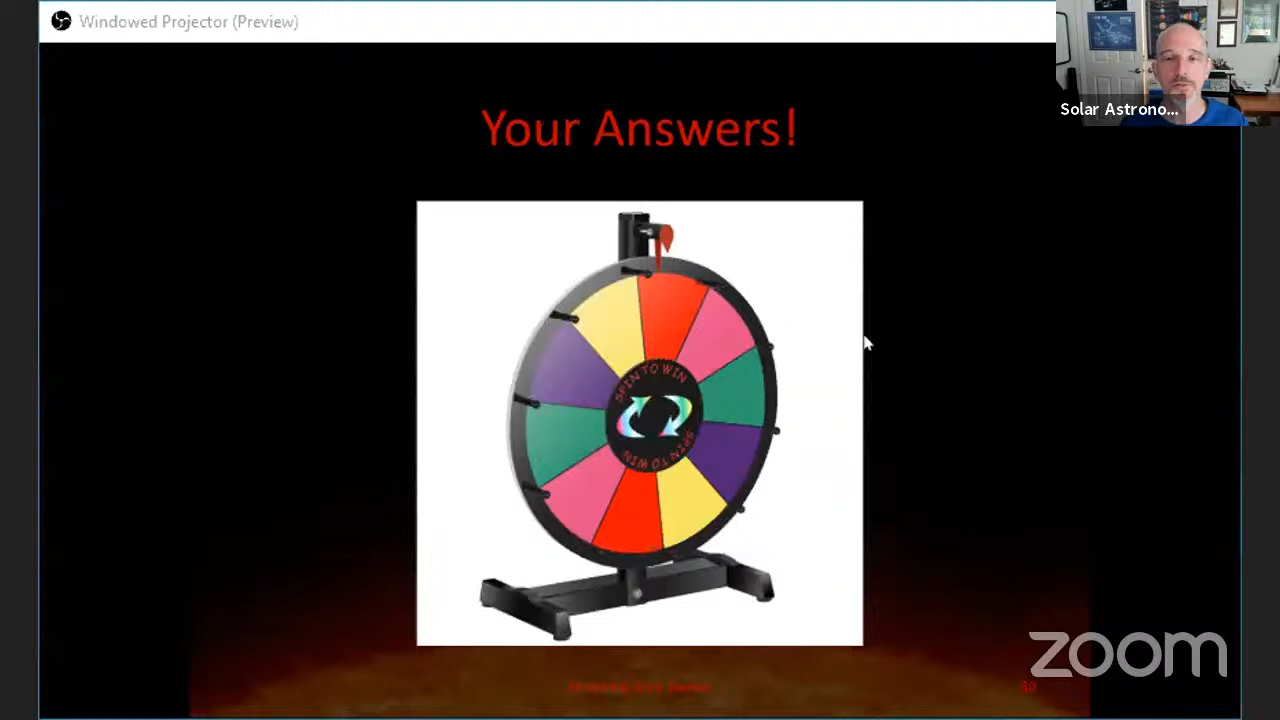 Windowed Projector (Preview)
Solar Astrono...
Your Answers!
SPIN TO WIN
SPIN TO WIN
zoom